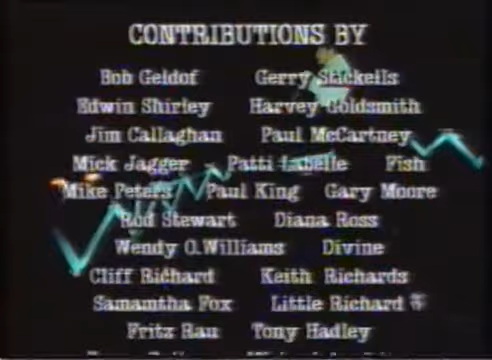 CONTRIBUTIONS BY
Bob Geldof Gerry Stickells
Edwin Shirley Harvey Goldsmith
Jim Callaghan Paul McCartney
Mick Jagger Patti Labelle Fish
Mike Peters Paul King Gary Moore
Rod Stewart Diana Ross
Wendy O.Williams Divine
Cliff Richard Keith Richards
Samamtha Fox Little Richard
Fritz Rau Tony Hadley